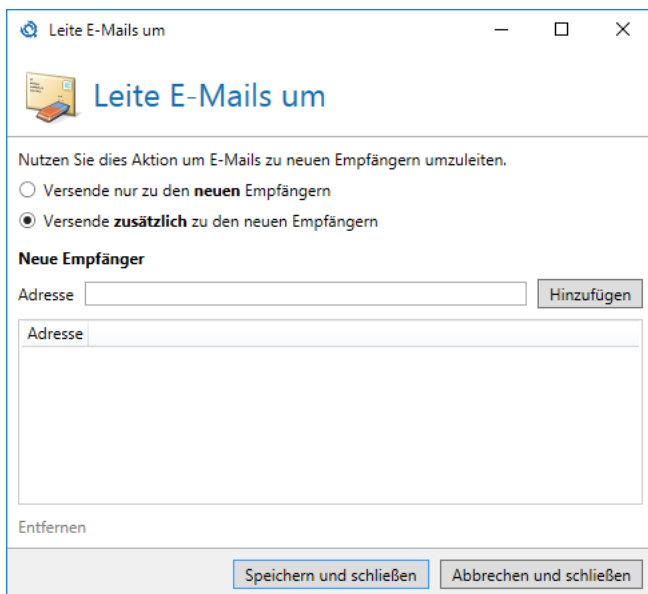 Leite E-Mails um
Leite E-Mails um
Nutzen Sie dies Aktion um E-Mails zu neuen Empfängern umzuleiten.
Versende nur zu den neuen Empfängern
Versende zusätzlich zu den neuen Empfängern
Neue Empfänger
Adresse Hinzufügen
Adresse
Entfernen
Speichern und schließen Abbrechen und schließen